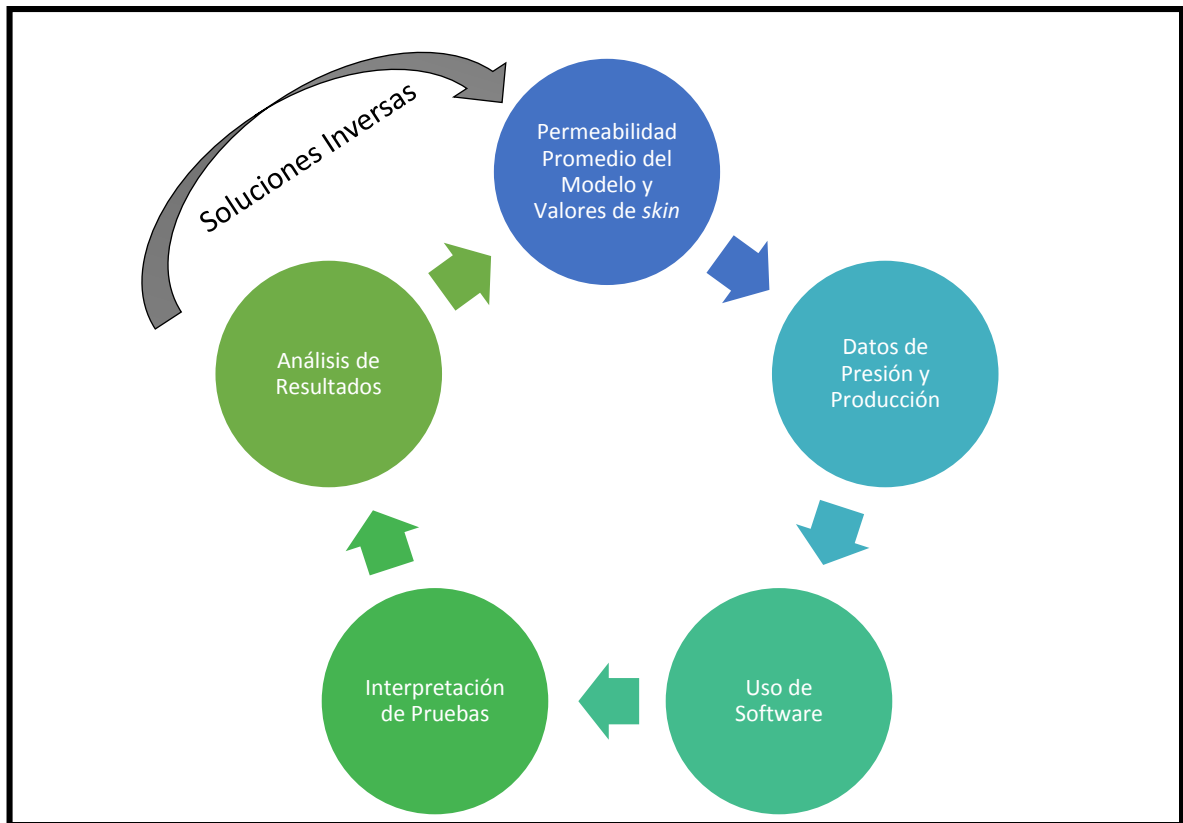 Soluciones Inversas
Permeabilidad
Promedio del
Modelo y
Valores de skin
Datos de
Presión y
Producción
Uso de
Software
Interpretación
de Pruebas
Análisis de
Resultados